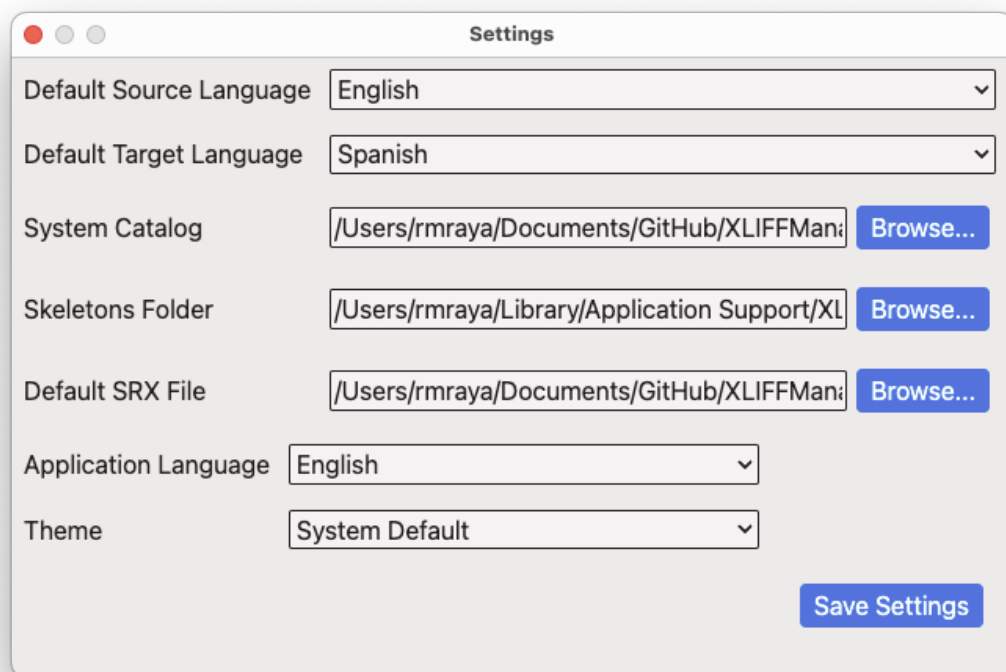 Settings
Default Source Language English
Default Target Language Spanish
System Catalog /Users/rmraya/Documents/GitHub/XLIFFMana Browse...
Skeletons Folder /Users/rmraya/Library/Application Support/XL Browse...
Default SRX File /Users/rmraya/Documents/GitHub/XLIFFMana Browse...
Application Language English
Theme System Default
Save Settings